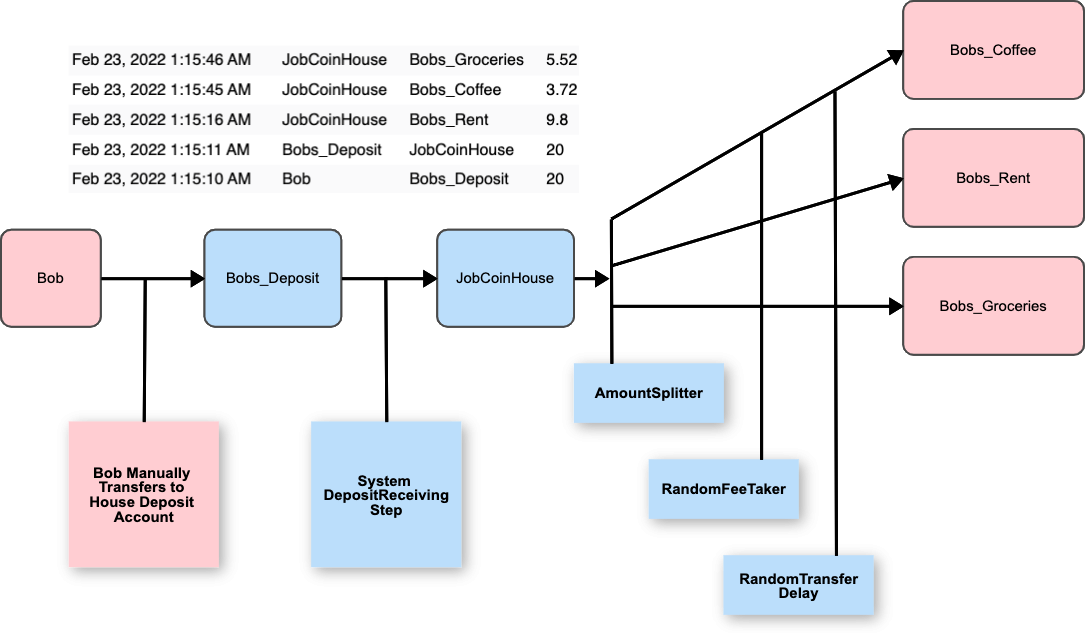 Bobs_Coffee
Feb 23, 2022 1:15:46 AM JobCoinHouse Bobs_Groceries 5.52
Feb 23, 2022 1:15:45 AM JobCoinHouse Bobs_Coffee 3.72
Feb 23, 2022 1:15:16 AM JobCoinHouse Bobs_Rent 9.8
Feb 23, 2022 1:15:11 AM Bobs_Deposit JobCoinHouse 20
Feb 23, 2022 1:15:10 AM Bob Bobs_Deposit 20
Bobs_Rent
Bob
Bobs_Deposit
JobCoinHouse
Bobs_Groceries
AmountSplitter
Bob Manually
Transfers to
House Deposit
Account
System
DepositReceiving
Step
RandomFeeTaker
RandomTransfer
Delay